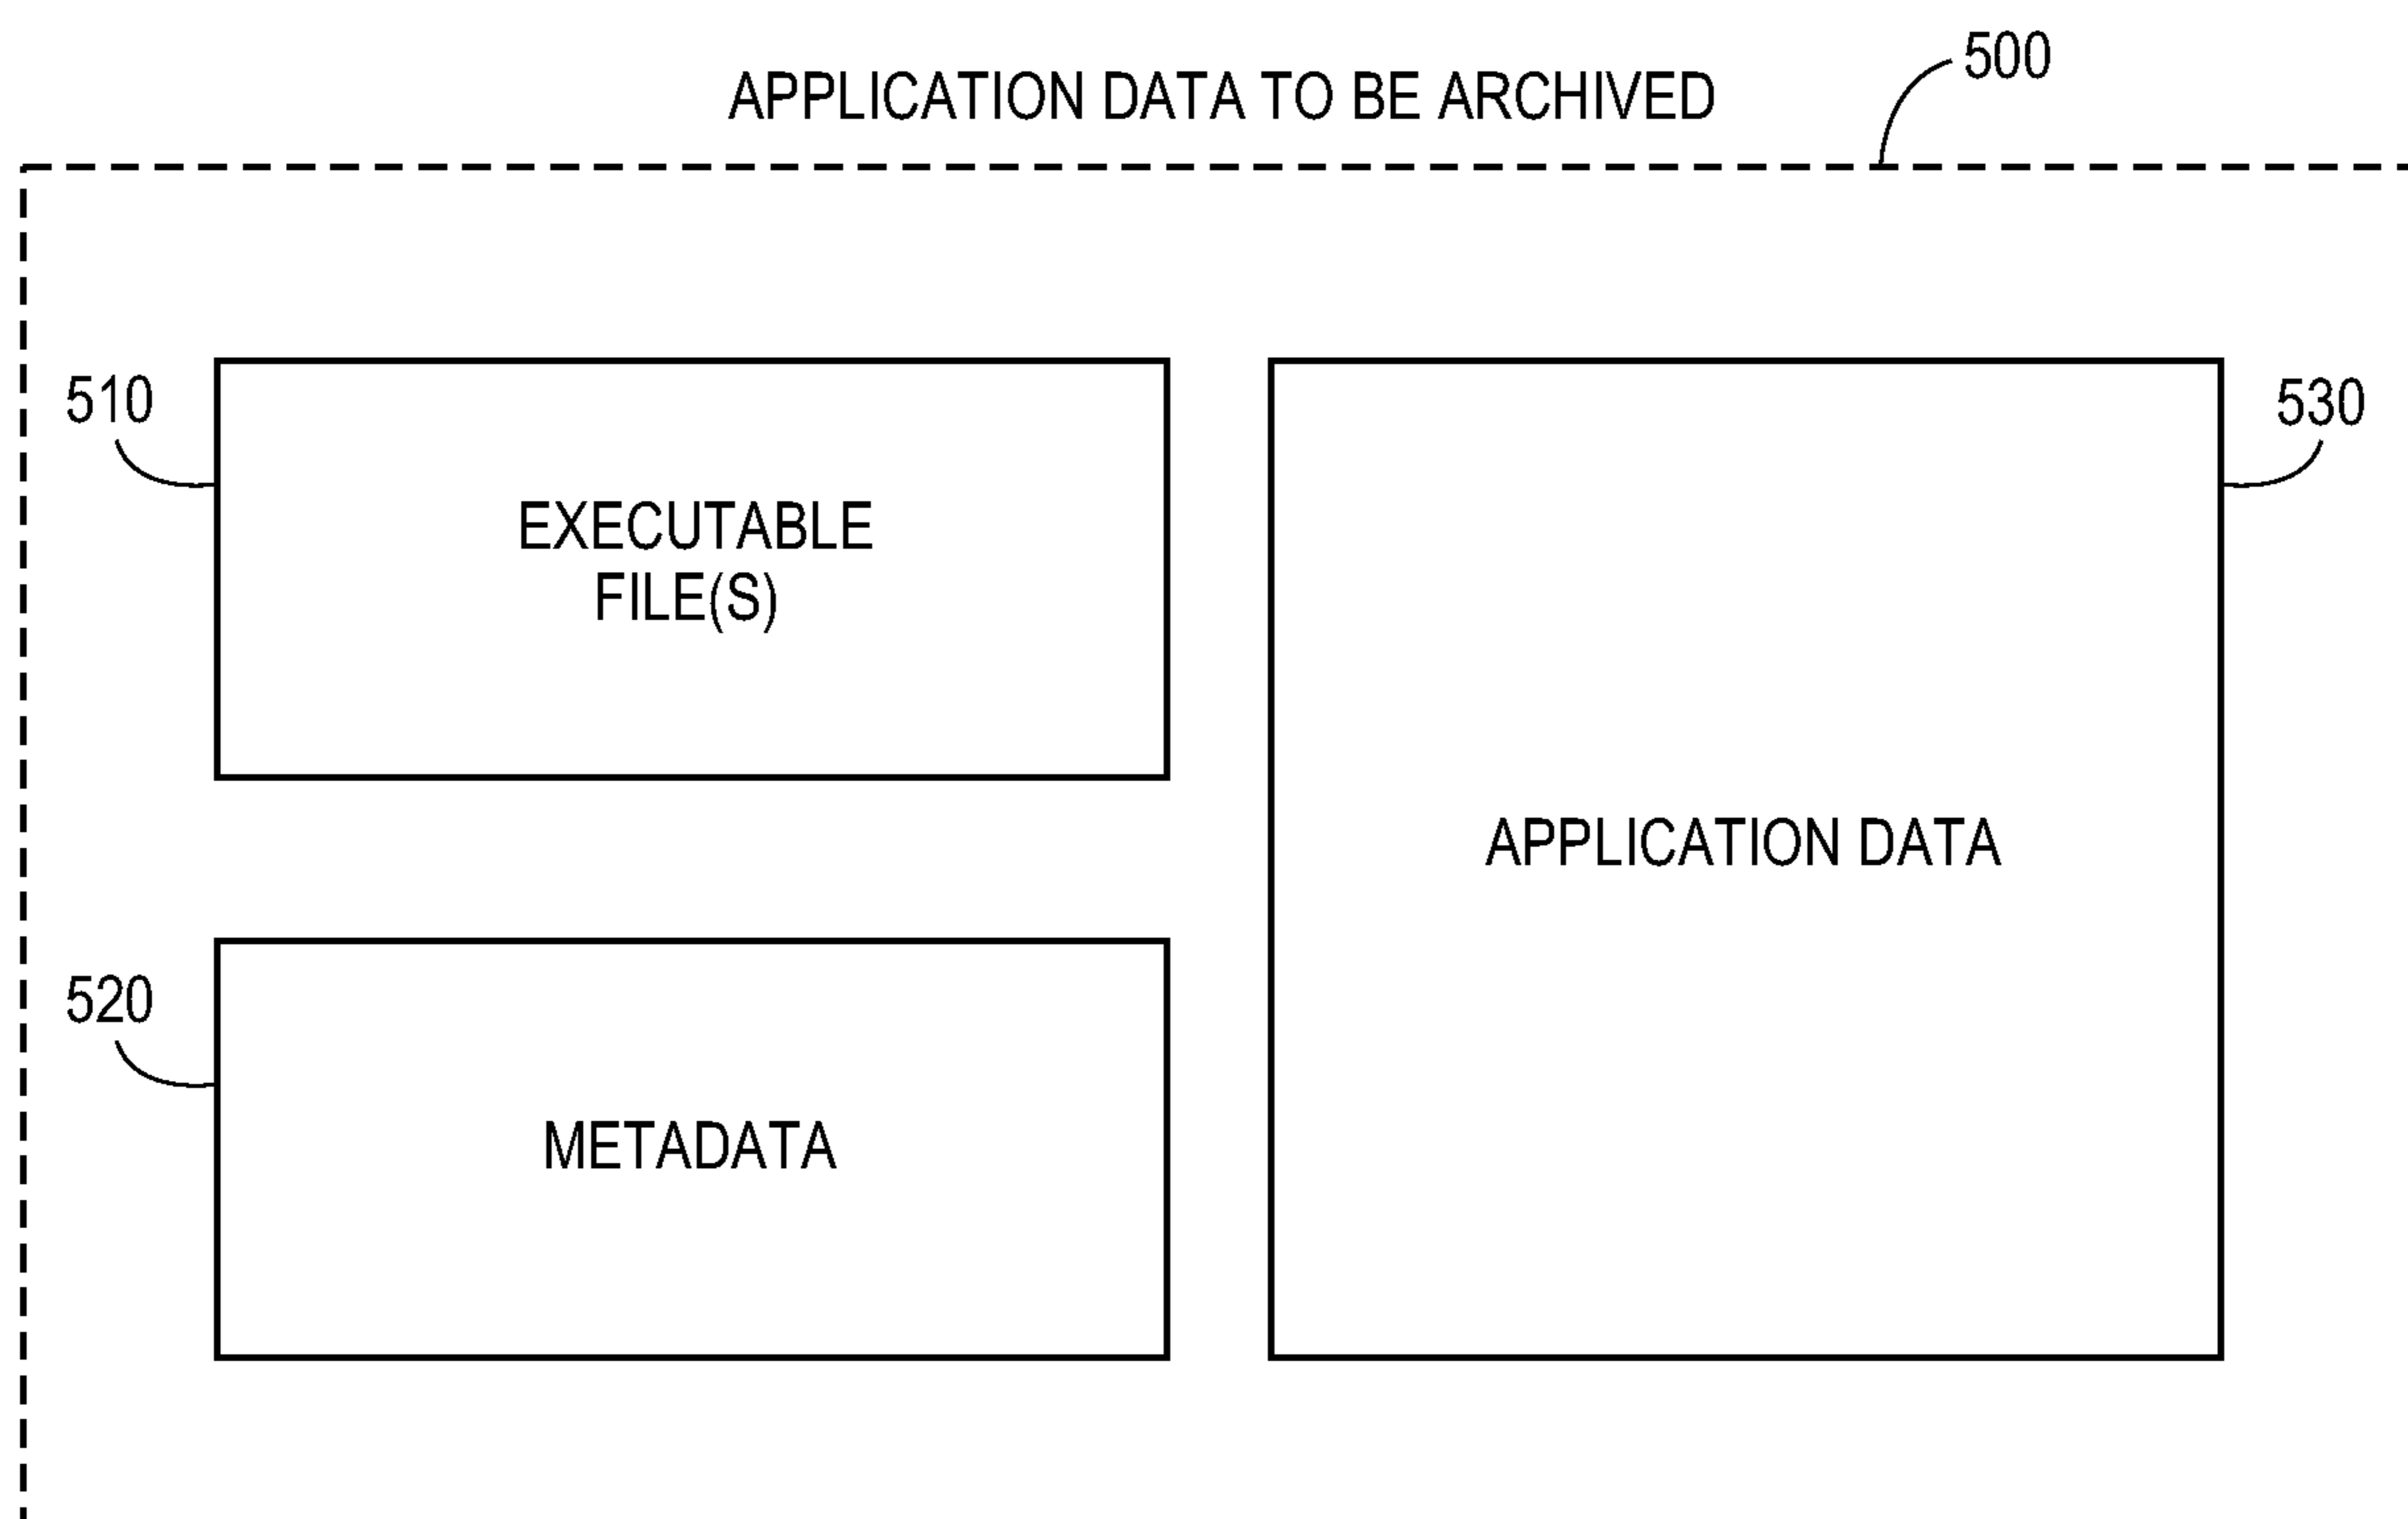 500
APPLICATION DATA TO BE ARCHIVED
510
EXECUTABLE
FILE(S)
530
APPLICATION DATA
520
METADATA